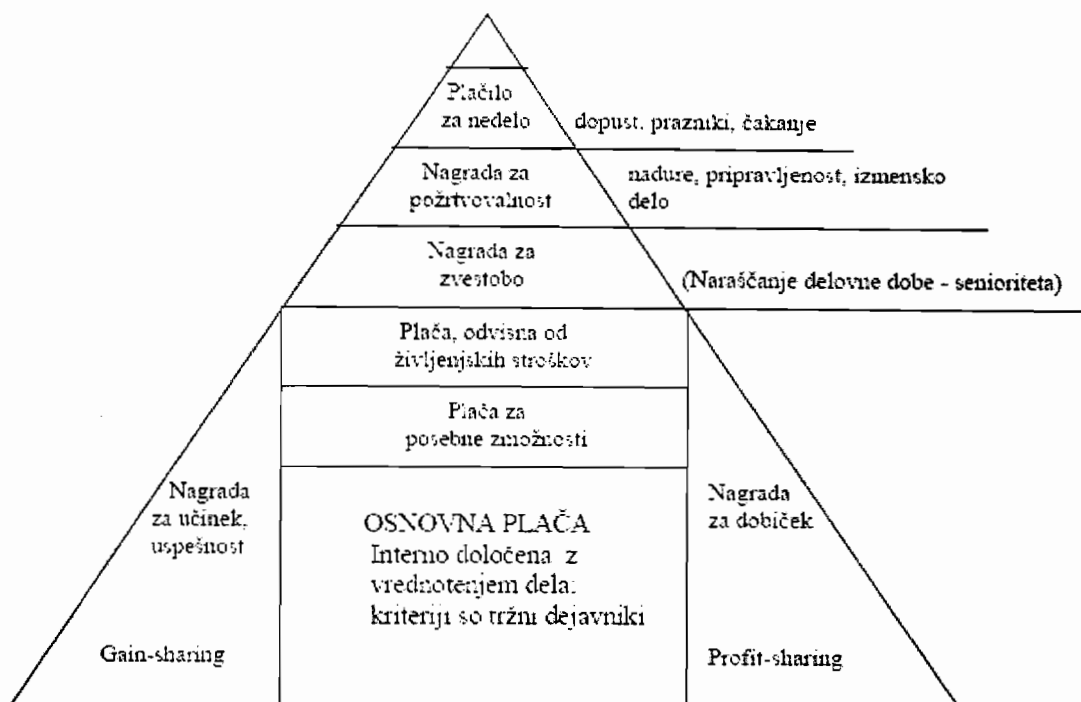 Plačilo
za nedelo
dopust, prazniki, čakanje
Nagrada za
požrtvovalnost
nadure, pripravljenost, izmensko
delo
Nagrada za
zvestobo
(Naraščanje delovne dobe - senioriteta)
Plača, odvisna od
življenjskih stroškov
Plača za
posebne zmožnosti
Nagrada
za učinek,
uspešnost
OSNOVNA PLAČA
Interno določena z
vrednotenjem dela:
kriteriji so tržni dejavniki
Nagrada
za dobiček
Gain-sharing
Profit-sharing